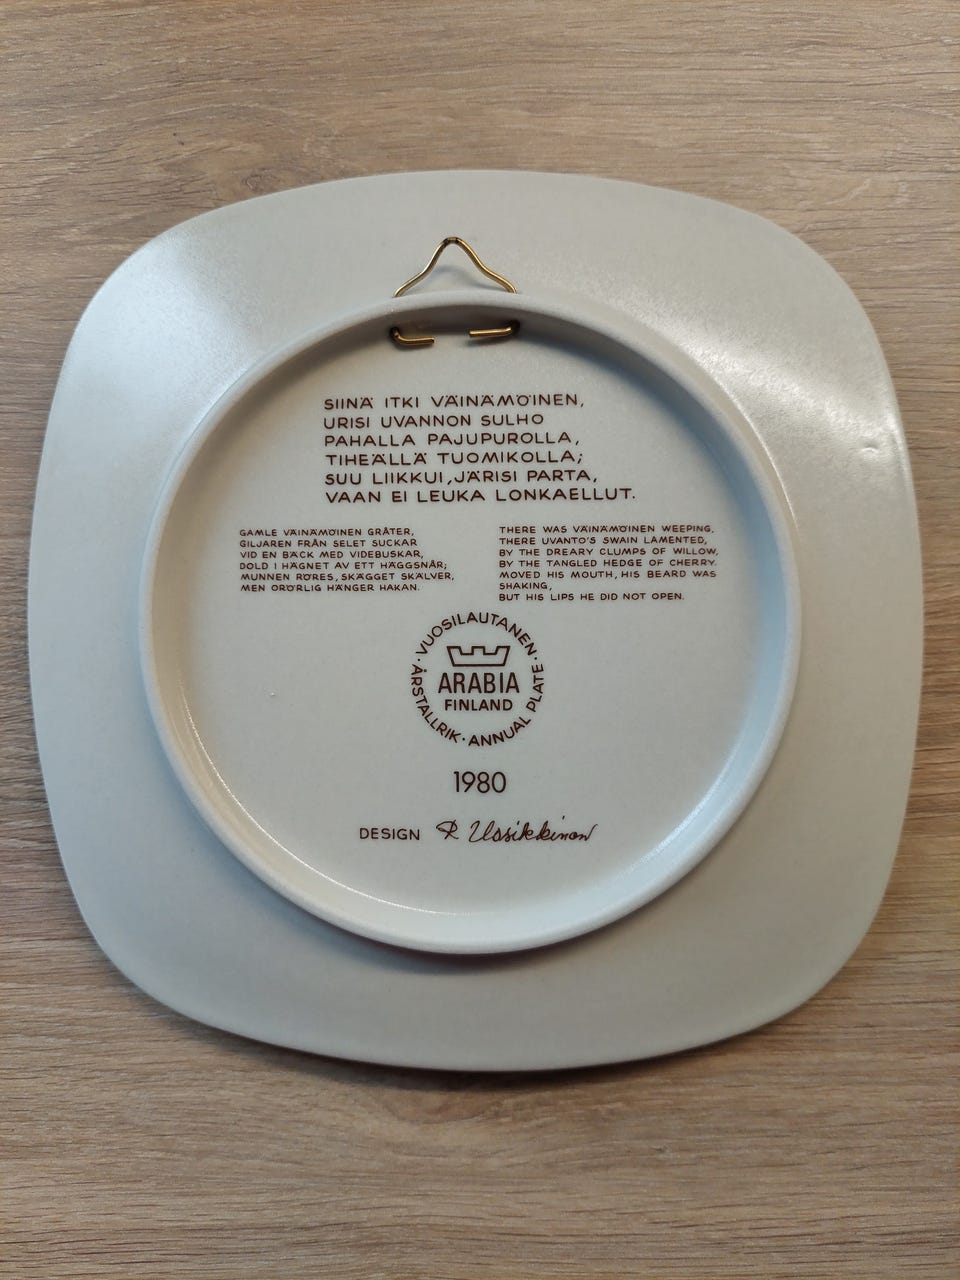 SIINÄ ITKI VÄINÄMÖINEN,
URISI UVANNON SULHO
PAHALLA PAJUPUROLLA,
TIHEÄLLÄ TUOMIKOLLA;
SUU LIIKKUI, JÄRISI PARTA,
VAAN EI LEUKA LONKAELLUT.
GAMLE VÄINÄMÖINEN GRÅTER,
GILJAREN FRÅN SELET SUCKAR
VID EN BÄCK MED VIDEBUSKAR,
DOLD I HÄGNET AV ETT HÄGGSNÅR;
MUNNEN RÖRES, SKÄGGET SKÄLVER,
MEN ORÖRLIG HÄNGER HAKAN.
THERE WAS VÄINÄMÖINEN WEEPING,
THERE UVANTO'S SWAIN LAMENTED,
BY THE DREARY CLUMPS OF WILLOW,
BY THE TANGLED HEDGE OF CHERRY.
MOVED HIS MOUTH, HIS BEARD WAS
SHAKING,
BUT HIS LIPS HE DID NOT OPEN.
· VUOSILAUTANEN · ANNUAL PLATE · ÅRSTALLRIK
ARABIA
FINLAND
1980
DESIGN R Uosikkinen